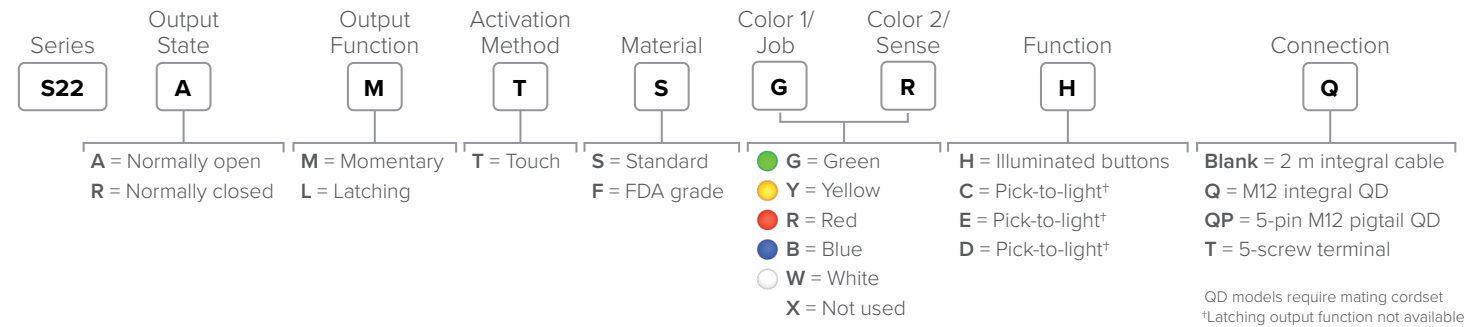 Series
Output
State
Output
Function
Activation
Method
Material
Color 1/
Job
Color 2/
Sense
Function
Connection
S22
A
M
T
S
G
R
H
Q
A = Normally open
R = Normally closed
M = Momentary
L = Latching
T = Touch
S = Standard
F = FDA grade
G = Green
Y = Yellow
R = Red
B = Blue
W = White
X = Not used
H = Illuminated buttons
C = Pick-to-light†
E = Pick-to-light†
D = Pick-to-light†
Blank = 2 m integral cable
Q = M12 integral QD
QP = 5-pin M12 pigtail QD
T = 5-screw terminal
QD models require mating cordset
†Latching output function not available